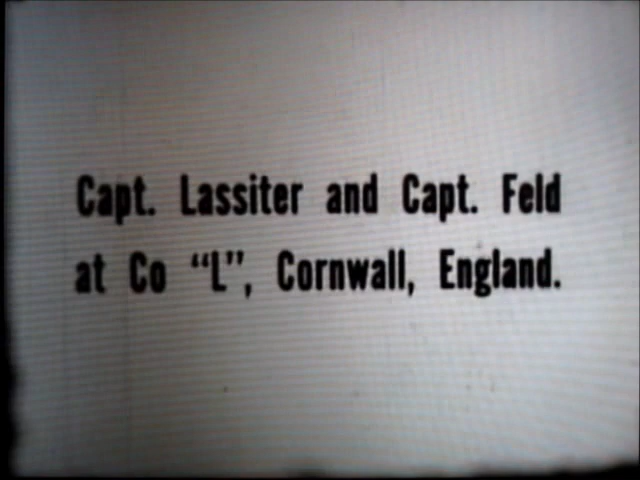 Capt. Lassiter and Capt. Feld
at Co “L”, Cornwall, England.